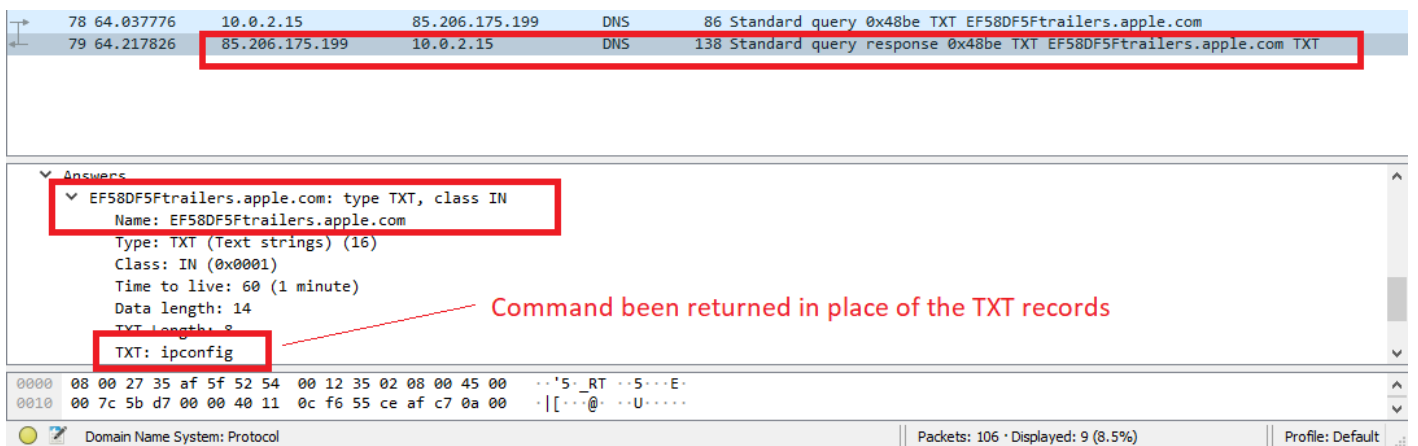 78 64.037776 10.0.2.15 85.206.175.199 DNS 86 Standard query 0x48be TXT EF58DF5Ftrailers.apple.com
79 64.217826 85.206.175.199 10.0.2.15 DNS 138 Standard query response 0x48be TXT EF58DF5Ftrailers.apple.com TXT
Answers
EF58DF5Ftrailers.apple.com: type TXT, class IN
Name: EF58DF5Ftrailers.apple.com
Type: TXT (Text strings) (16)
Class: IN (0x0001)
Time to live: 60 (1 minute)
Data length: 14
Command been returned in place of the TXT records
TXT Length: 8
TXT: ipconfig
0000 08 00 27 35 af 5f 52 54 00 12 35 02 08 00 45 00 ··'5·_RT ··5···E·
0010 00 7c 5b d7 00 00 40 11 0c f6 55 ce af c7 0a 00 ·|[···@· ··U·····
Domain Name System: Protocol Packets: 106 · Displayed: 9 (8.5%) Profile: Default